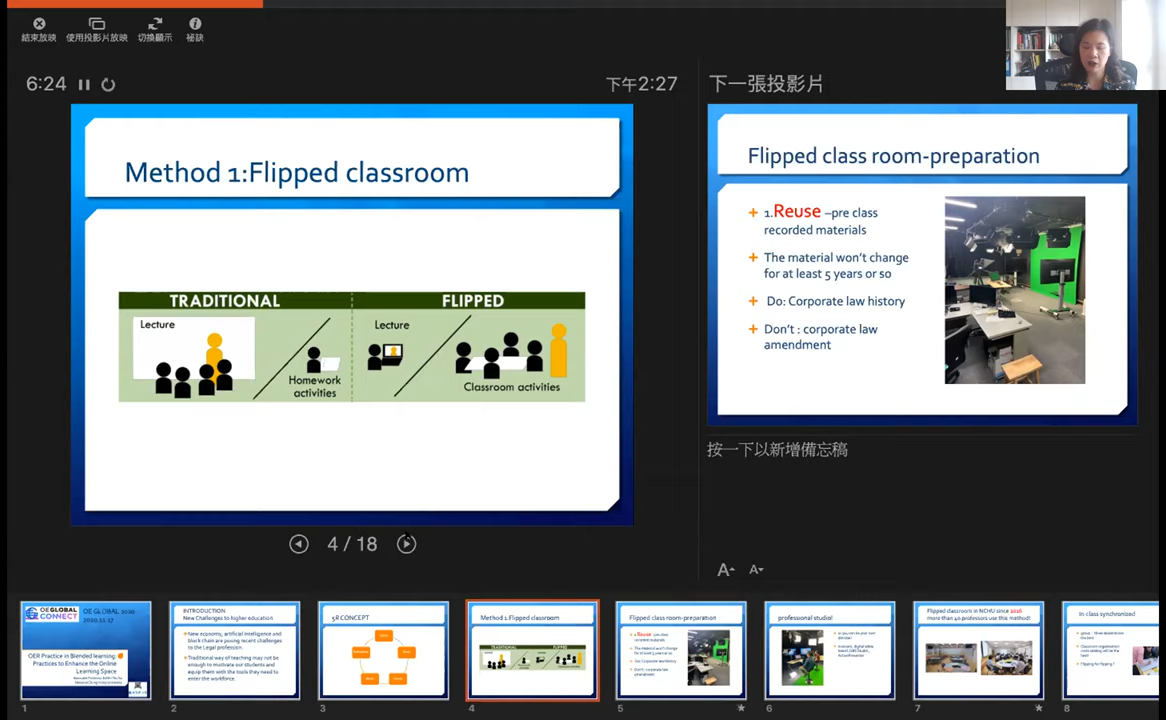 結束放映
使用投影片放映
切換顯示
祕訣
6:24
下午2:27
下一張投影片
Method 1:Flipped classroom
TRADITIONAL
FLIPPED
Lecture
Homework
activities
Lecture
Classroom activities
Flipped class room-preparation
1.Reuse –pre class
recorded materials
The material won't change
for at least 5 years or so
Do: Corporate law history
Don't : corporate law
amendment
按一下以新增備忘稿
4 / 18
A
A
OE GLOBAL
CONNECT
OE GLOBAL 2020
2020.11.17
OER Practice in Blended learning:
Practices to Enhance the Online
Learning Space
1
INTRODUCTION
New Challenges to higher education
New economy, artificial intelligence and
block chain are posing recent challenges
to the Legal profession.
Traditional way of teaching may not be
enough to motivate our students and
equip them with the tools they need to
enter the workforce.
2
5R CONCEPT
3
Method 1:Flipped classroom
4
Flipped class room-preparation
1.Reuse –pre class
recorded materials
The material won't change
for at least 5 years or so
Do: Corporate law history
Don't : corporate law
amendment
5
professional studio!
6
Flipped classroom in NCHU since 2016
more than 40 professors use this method!
7
In-class synchronized
8